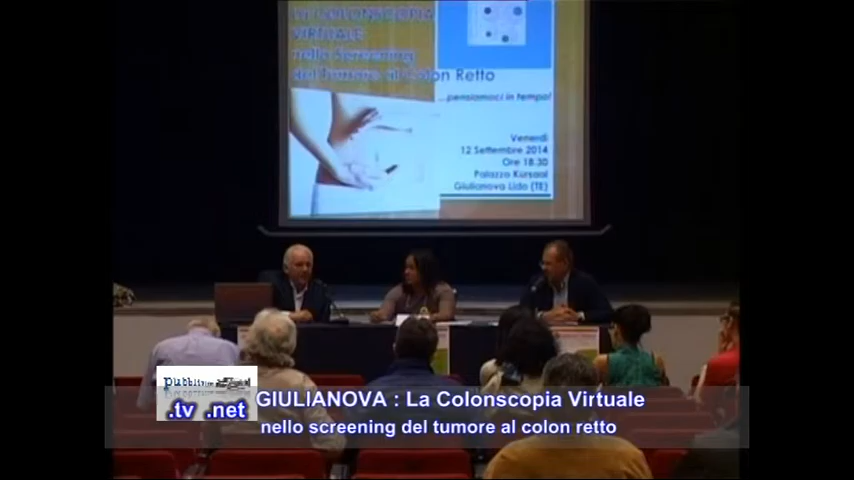 LA COLONSCOPIA
VIRTUALE
nello Screening
del tumore al Colon Retto
...pensiamoci in tempo!
Venerdì
12 Settembre 2014
Ore 18.30
Palazzo Kursaal
Giulianova Lido (TE)
.tv .net
GIULIANOVA : La Colonscopia Virtuale
nello screening del tumore al colon retto